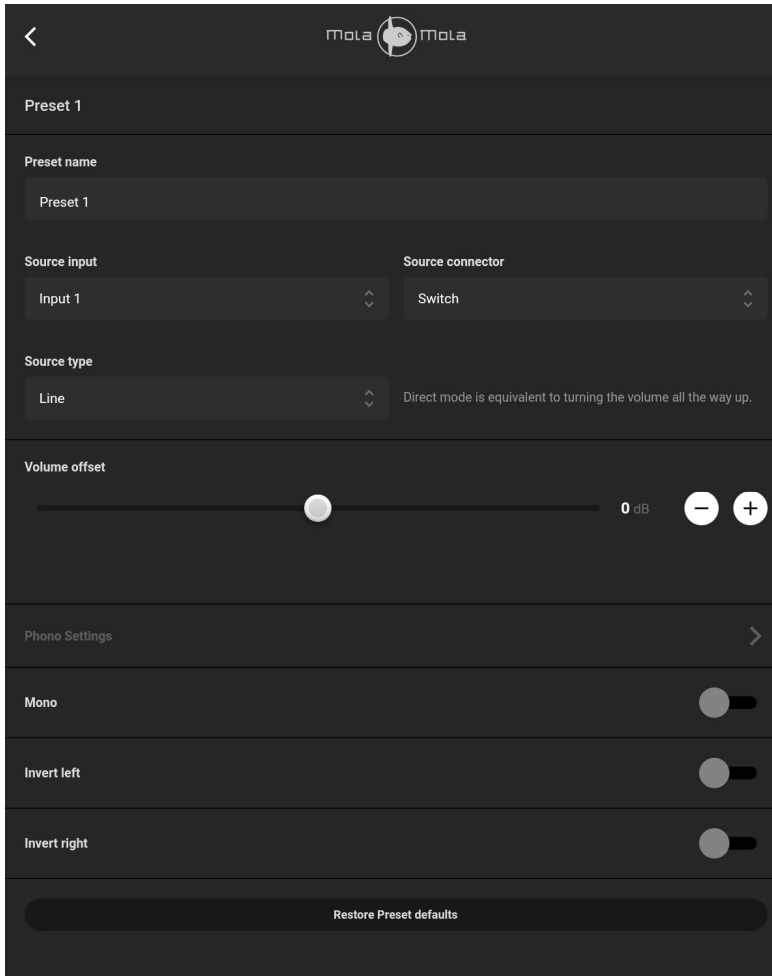 mola mola
Preset 1
Preset name
Preset 1
Source input Source connector
Input 1 Switch
Source type
Line Direct mode is equivalent to turning the volume all the way up.
Volume offset
0 dB − +
Phono Settings
Mono
Invert left
Invert right
Restore Preset defaults